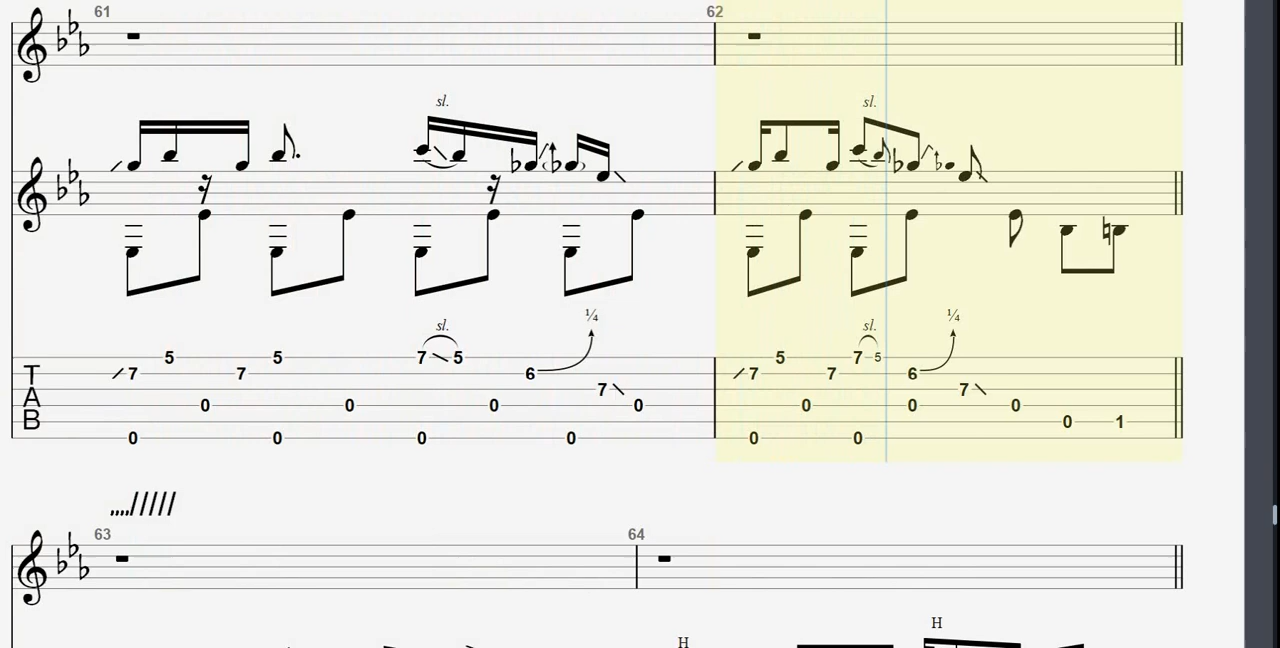 61 62
sl. sl.
sl. 1/4 sl. 1/4
5 5 7 5 5 7 5
T 7 7 6 7 7 6
7 7
A 0 0 0 0 0 0 0
B 0 1
0 0 0 0 0 0
,,,,/////
63 64
H
H